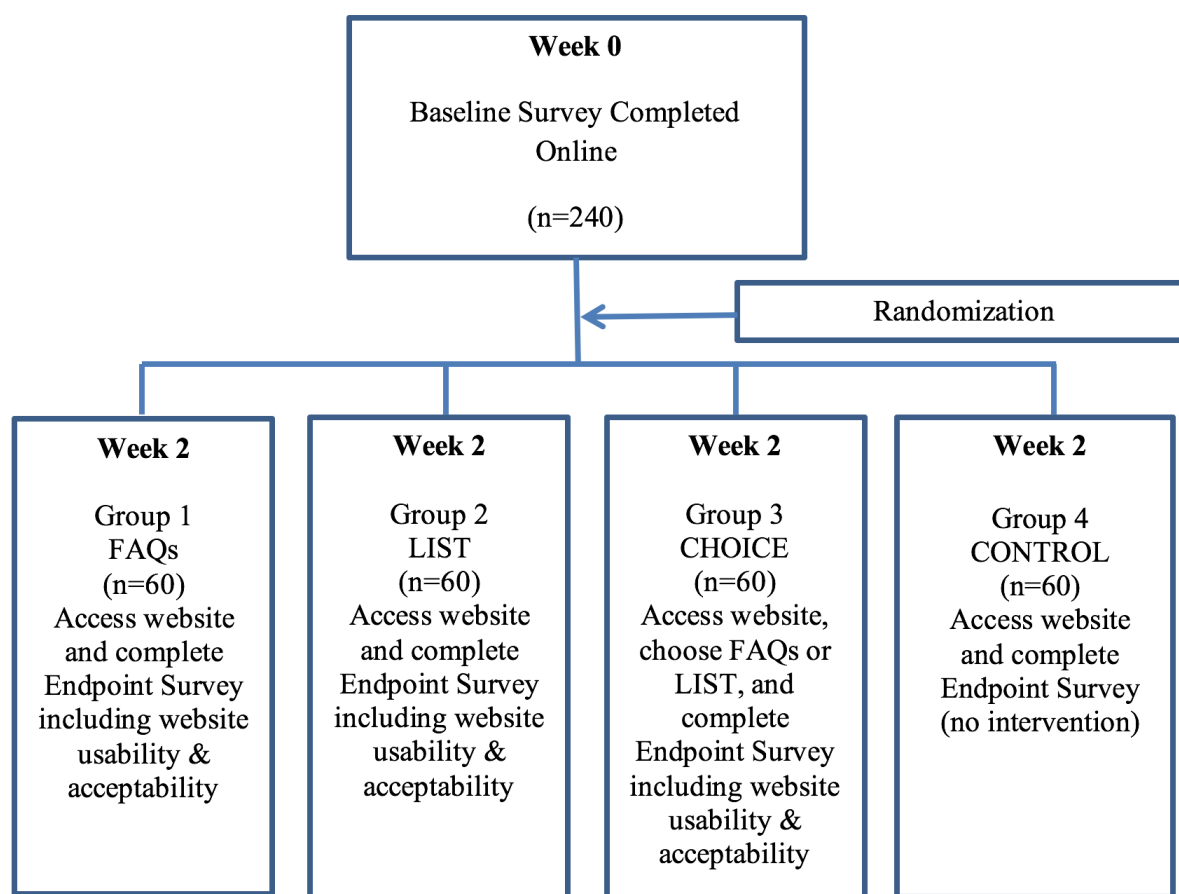 Week 0
Baseline Survey Completed
Online
(n=240)
Randomization
Week 2
Group 1
FAQs
(n=60)
Access website
and complete
Endpoint Survey
including website
usability &
acceptability
Week 2
Group 2
LIST
(n=60)
Access website
and complete
Endpoint Survey
including website
usability &
acceptability
Week 2
Group 3
CHOICE
(n=60)
Access website,
choose FAQs or
LIST, and
complete
Endpoint Survey
including website
usability &
acceptability
Week 2
Group 4
CONTROL
(n=60)
Access website
and complete
Endpoint Survey
(no intervention)